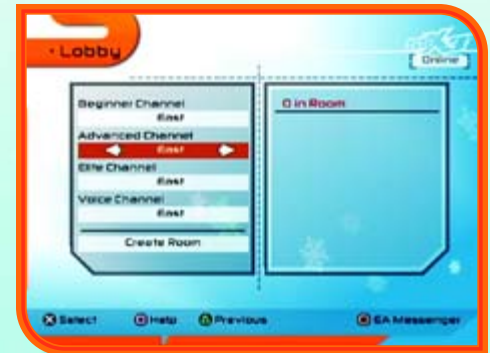 Lobby
Online
Beginner Channel
East
Advanced Channel
East
Elite Channel
East
Voice Channel
East
Create Room
0 in Room
Select
Help
Previous
EA Messenger